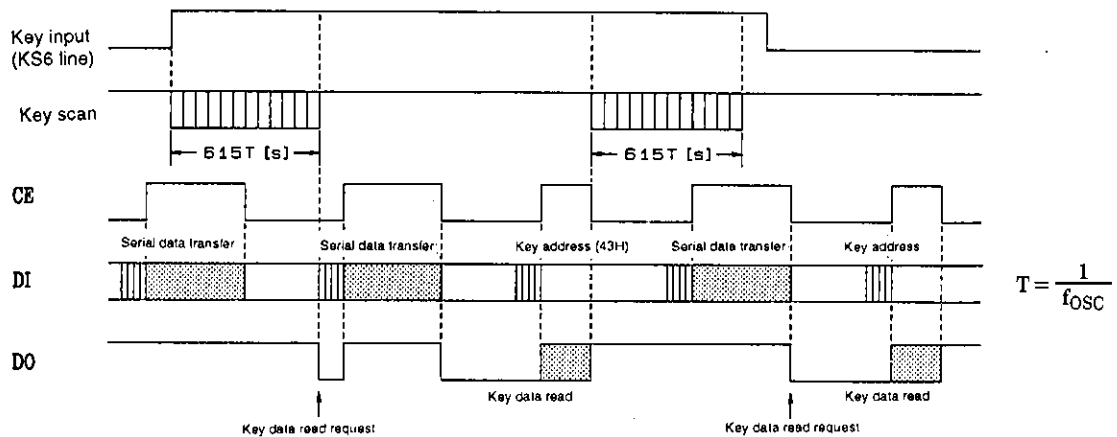 Key input
(KS6 line)
Key scan
615T [s]
615T [s]
CE
Serial data transfer
Serial data transfer
Key address (43H)
Serial data transfer
Key address
DI
T = 1/fOSC
DO
Key data read
Key data read
Key data read request
Key data read request